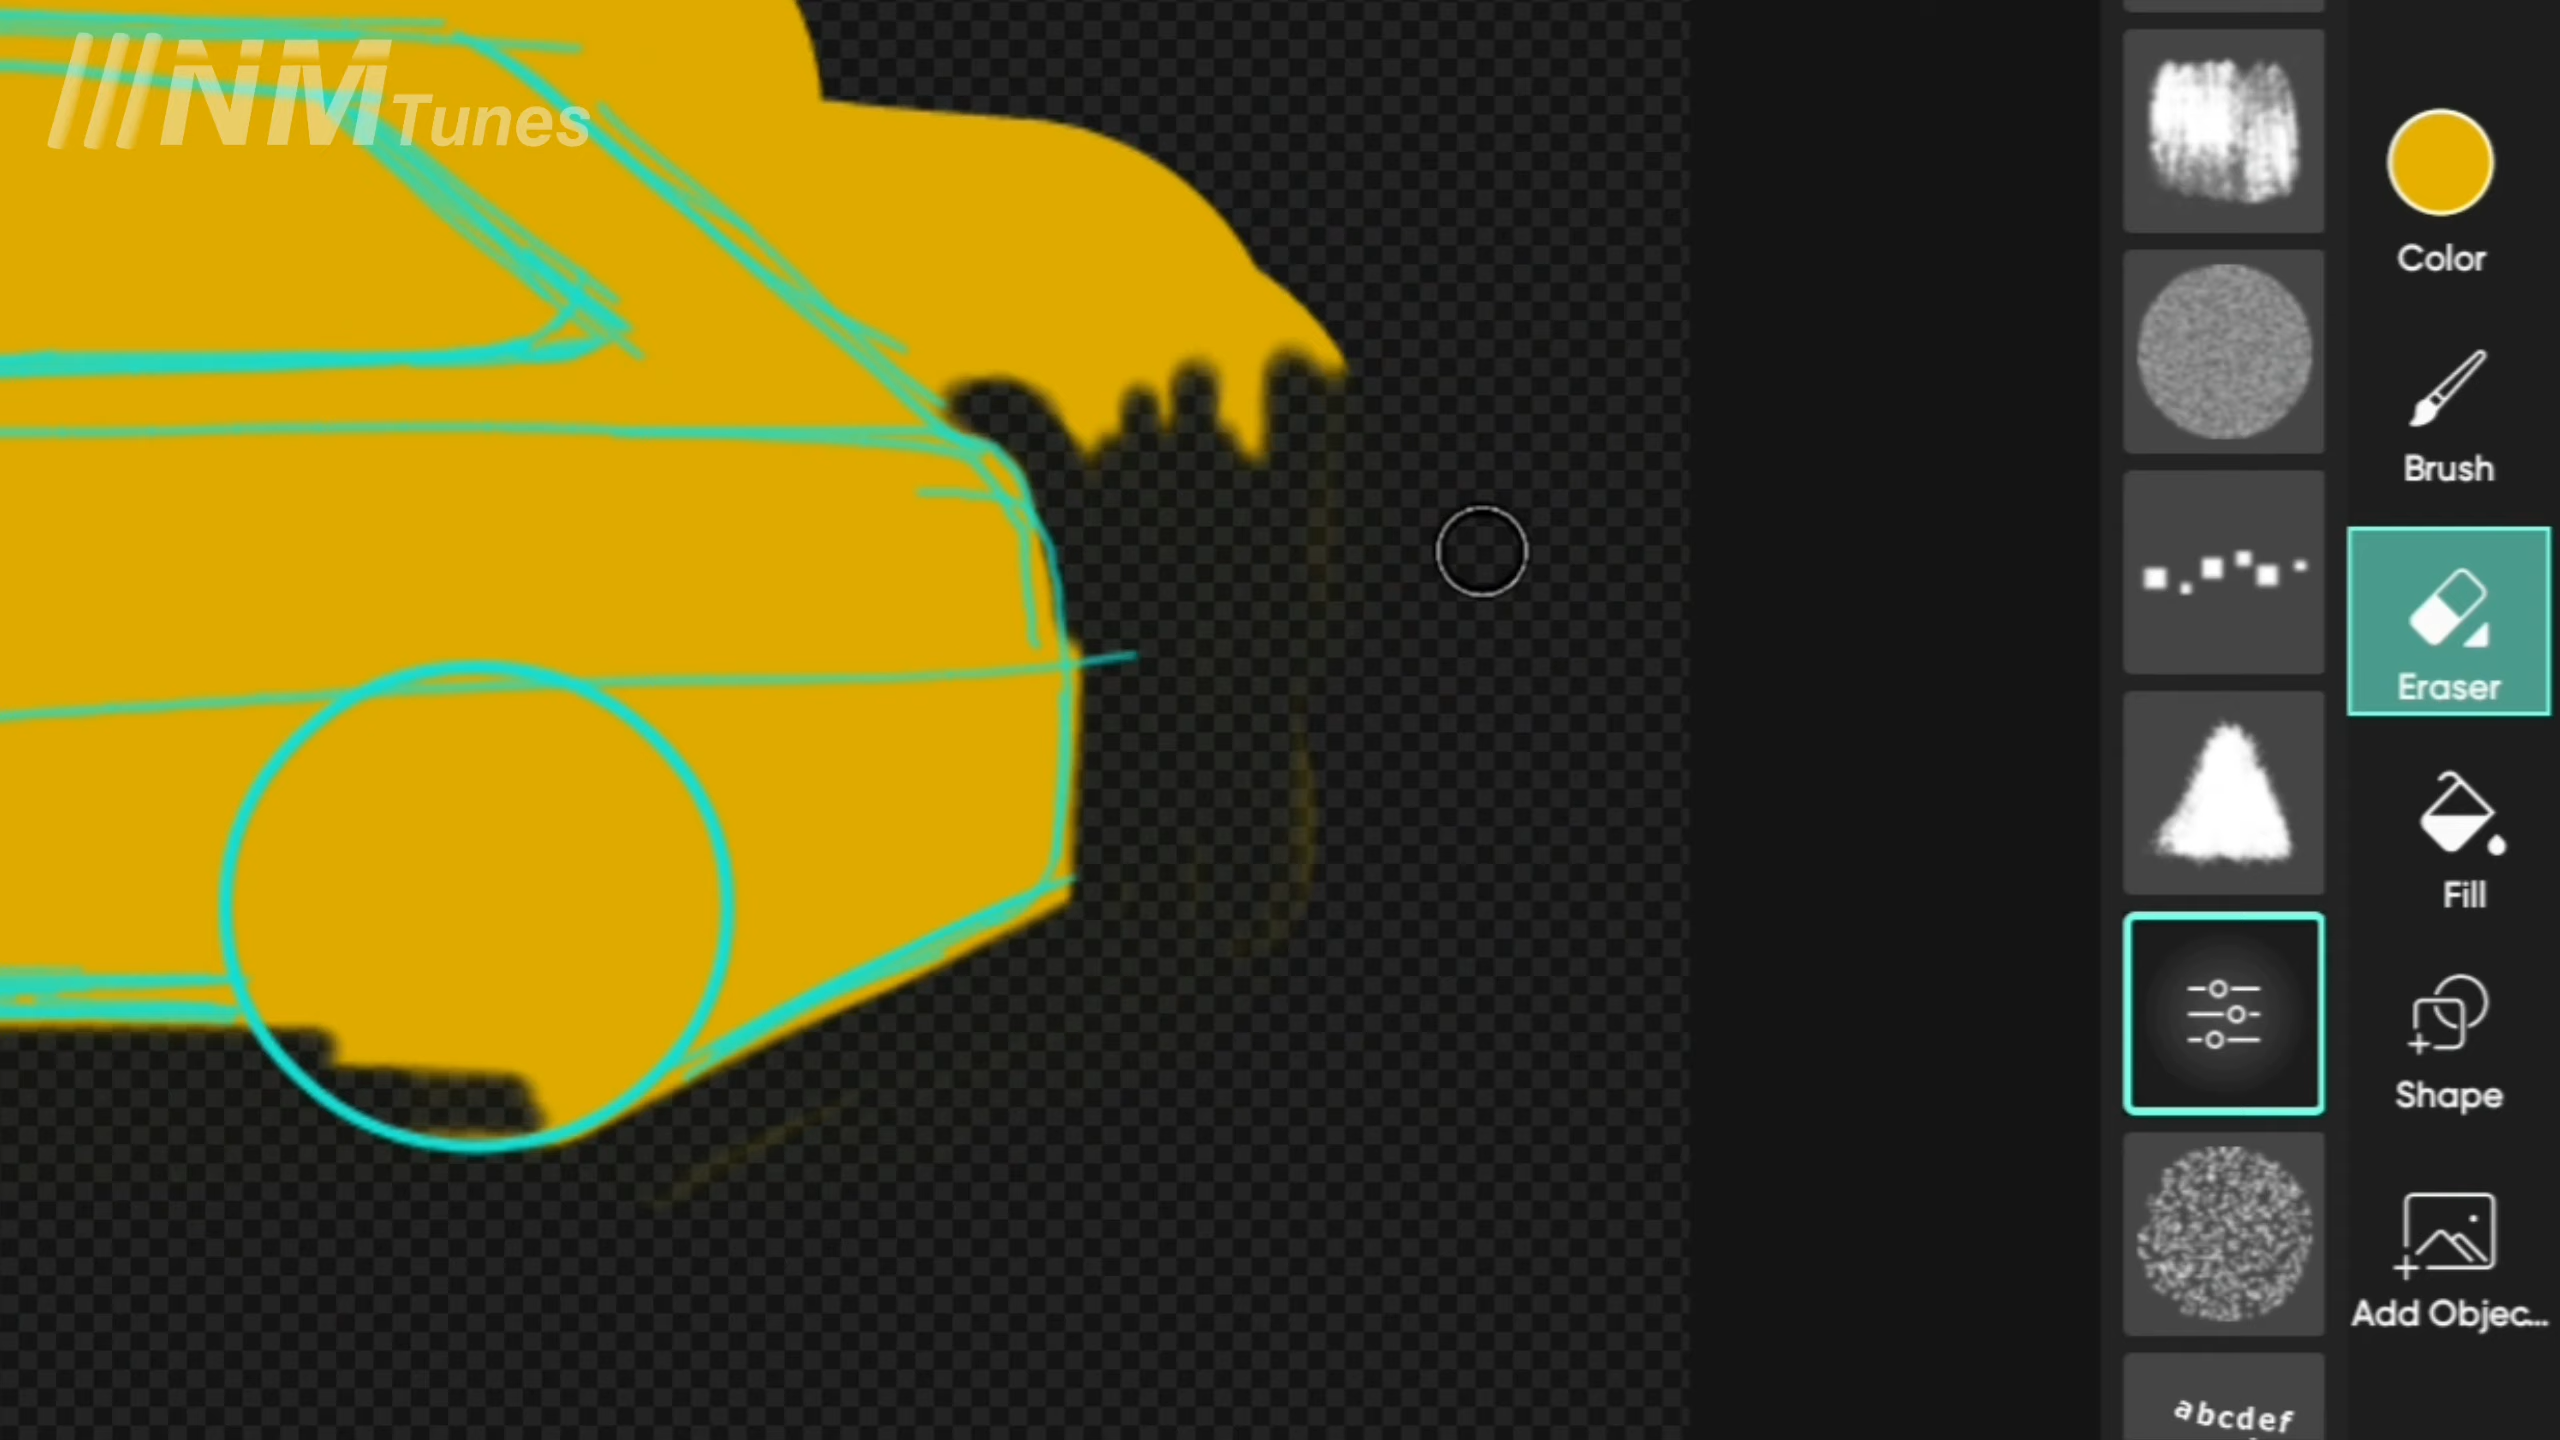 NM Tunes
Color
Brush
Eraser
Fill
Shape
Add Objec...
abcdef